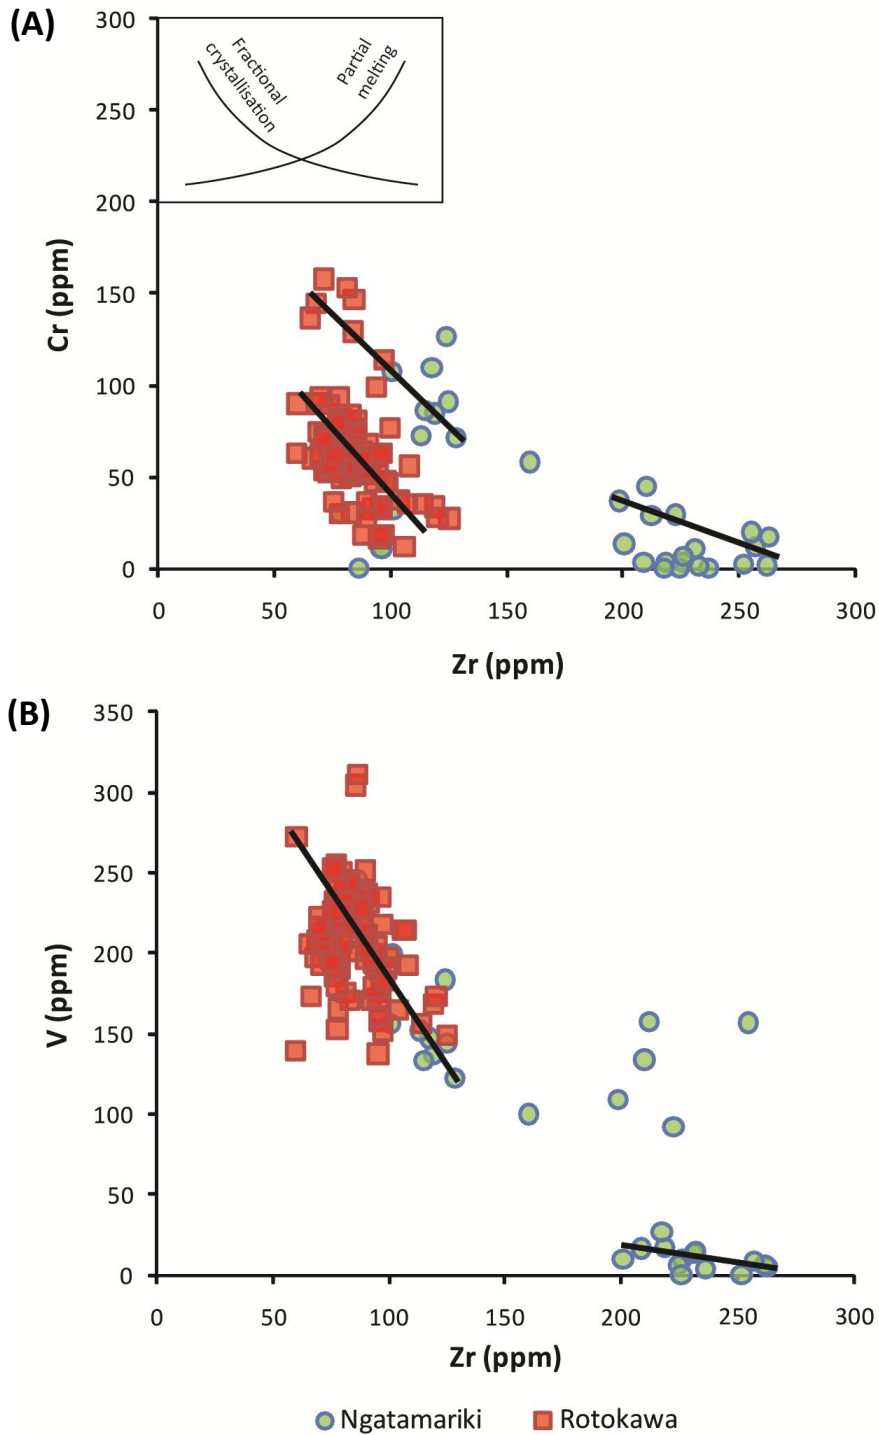 (A)
300
250
200
150
100
50
0
Fractional
crystallisation
Partial
melting
Cr (ppm)
0 50 100 150 200 250 300
Zr (ppm)
(B)
350
300
250
200
150
100
50
0
V (ppm)
0 50 100 150 200 250 300
Zr (ppm)
Ngatamariki Rotokawa